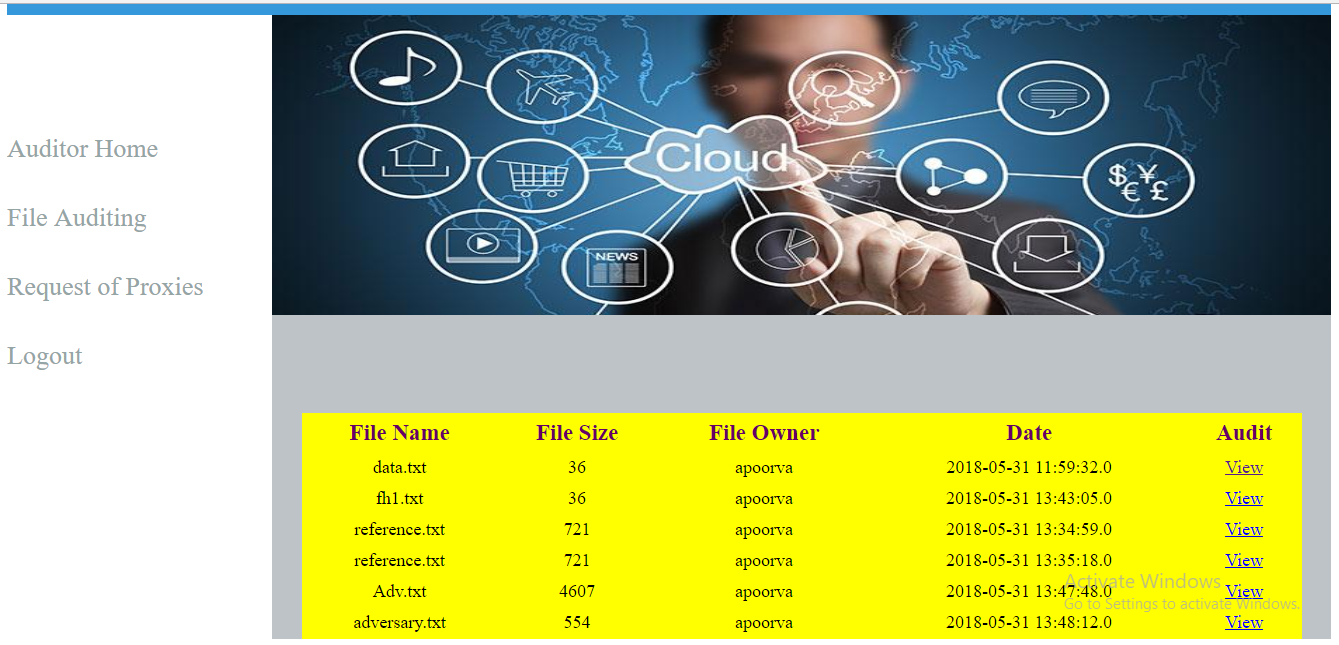 Auditor Home
File Auditing
Request of Proxies
Logout
Cloud
NEWS
$ ¥
€ £
File Name File Size File Owner Date Audit
data.txt 36 apoorva 2018-05-31 11:59:32.0 View
fh1.txt 36 apoorva 2018-05-31 13:43:05.0 View
reference.txt 721 apoorva 2018-05-31 13:34:59.0 View
reference.txt 721 apoorva 2018-05-31 13:35:18.0 View
Adv.txt 4607 apoorva 2018-05-31 13:47:48.0 View
adversary.txt 554 apoorva 2018-05-31 13:48:12.0 View
Activate Windows
Go to Settings to activate Windows.